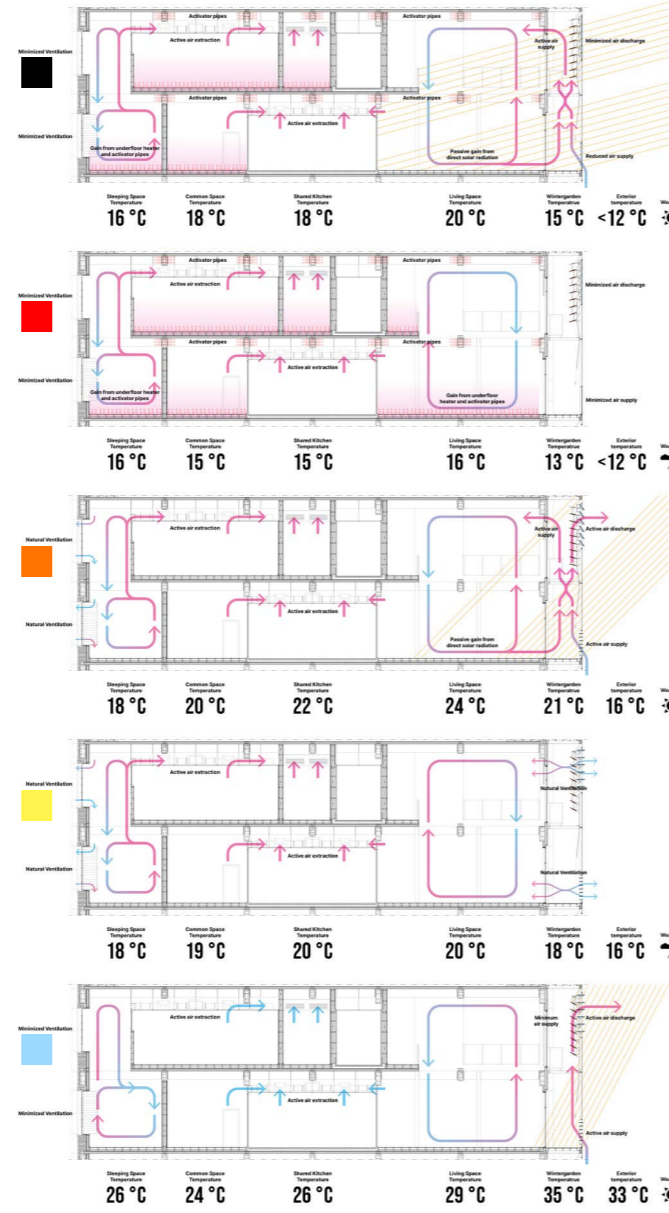 Activator pipes
Activator pipes
Active air extraction
Active air supply
Minimized air discharge
Minimized Ventilation
Activator pipes
Activator pipes
Active air extraction
Minimized Ventilation
Gain from underfloor heater and activator pipes
Passive gain from direct solar radiation
Reduced air supply
Sleeping Space Temperature
Common Space Temperature
Shared Kitchen Temperature
Living Space Temperature
Wintergarden Temperatrue
Exterior temperature
16 °C
18 °C
18 °C
20 °C
15 °C
<12 °C
Activator pipes
Activator pipes
Active air extraction
Minimized air discharge
Minimized Ventilation
Activator pipes
Activator pipes
Active air extraction
Minimized Ventilation
Gain from underfloor heater and activator pipes
Gain from underfloor heater and activator pipes
Minimized air supply
Sleeping Space Temperature
Common Space Temperature
Shared Kitchen Temperature
Living Space Temperature
Wintergarden Temperatrue
Exterior temperature
16 °C
15 °C
15 °C
16 °C
13 °C
<12 °C
Natural Ventilation
Active air extraction
Active air supply
Active air discharge
Natural Ventilation
Active air extraction
Passive gain from direct solar radiation
Active air supply
Sleeping Space Temperature
Common Space Temperature
Shared Kitchen Temperature
Living Space Temperature
Wintergarden Temperatrue
Exterior temperature
18 °C
20 °C
22 °C
24 °C
21 °C
16 °C
Natural Ventilation
Active air extraction
Natural Ventilation
Natural Ventilation
Active air extraction
Natural Ventilation
Sleeping Space Temperature
Common Space Temperature
Shared Kitchen Temperature
Living Space Temperature
Wintergarden Temperatrue
Exterior temperature
18 °C
19 °C
20 °C
20 °C
18 °C
16 °C
Minimized Ventilation
Active air extraction
Minimum air supply
Active air discharge
Minimized Ventilation
Active air extraction
Active air supply
Sleeping Space Temperature
Common Space Temperature
Shared Kitchen Temperature
Living Space Temperature
Wintergarden Temperatrue
Exterior temperature
26 °C
24 °C
26 °C
29 °C
35 °C
33 °C